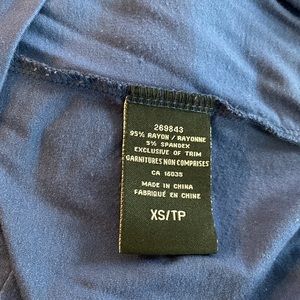 269843
95% RAYON / RAYONNE
5% SPANDEX
EXCLUSIVE OF TRIM
GARNITURES NON COMPRISES
CA 16035
MADE IN CHINA
FABRIQUÉ EN CHINE
XS/TP